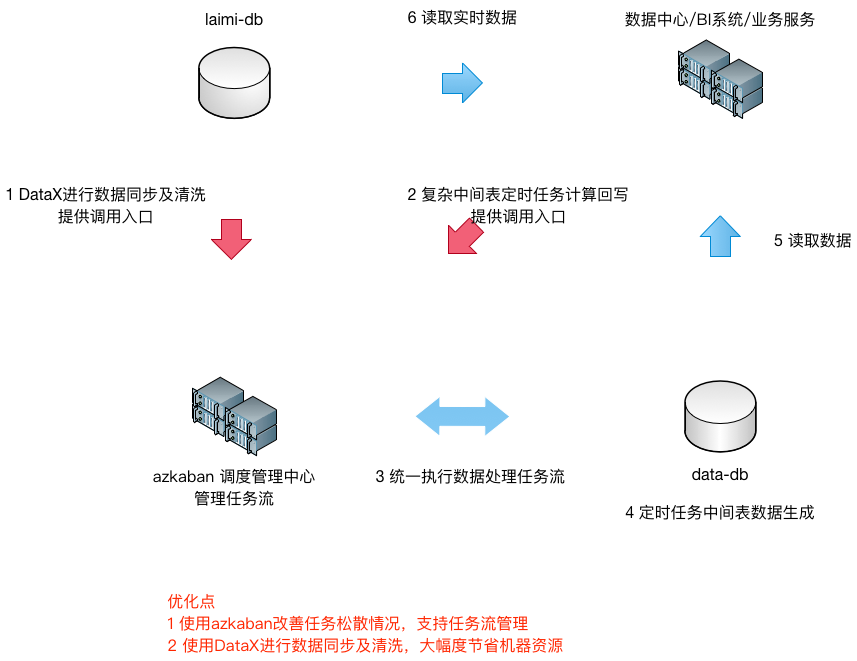 laimi-db
6 读取实时数据
数据中心/BI系统/业务服务
1 DataX进行数据同步及清洗
提供调用入口
2 复杂中间表定时任务计算回写
提供调用入口
5 读取数据
azkaban 调度管理中心
管理任务流
3 统一执行数据处理任务流
data-db
4 定时任务中间表数据生成
优化点
1 使用azkaban改善任务松散情况，支持任务流管理
2 使用DataX进行数据同步及清洗，大幅度节省机器资源